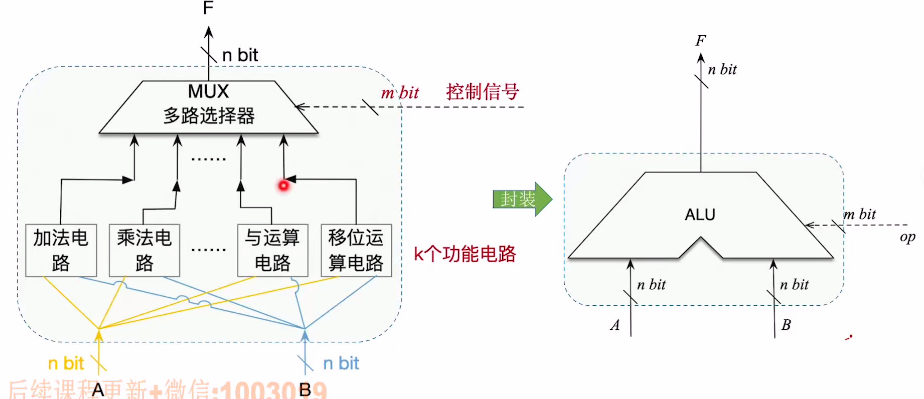 F
n bit
MUX
多路选择器
m bit 控制信号
......
加法电
路
乘法电
路
......
与运算
电路
移位运
算电路
k个功能电路
n bit
n bit
A
B
后续课程更新+微信:1003099
封装
F
n bit
ALU
m bit
op
n bit
n bit
A
B